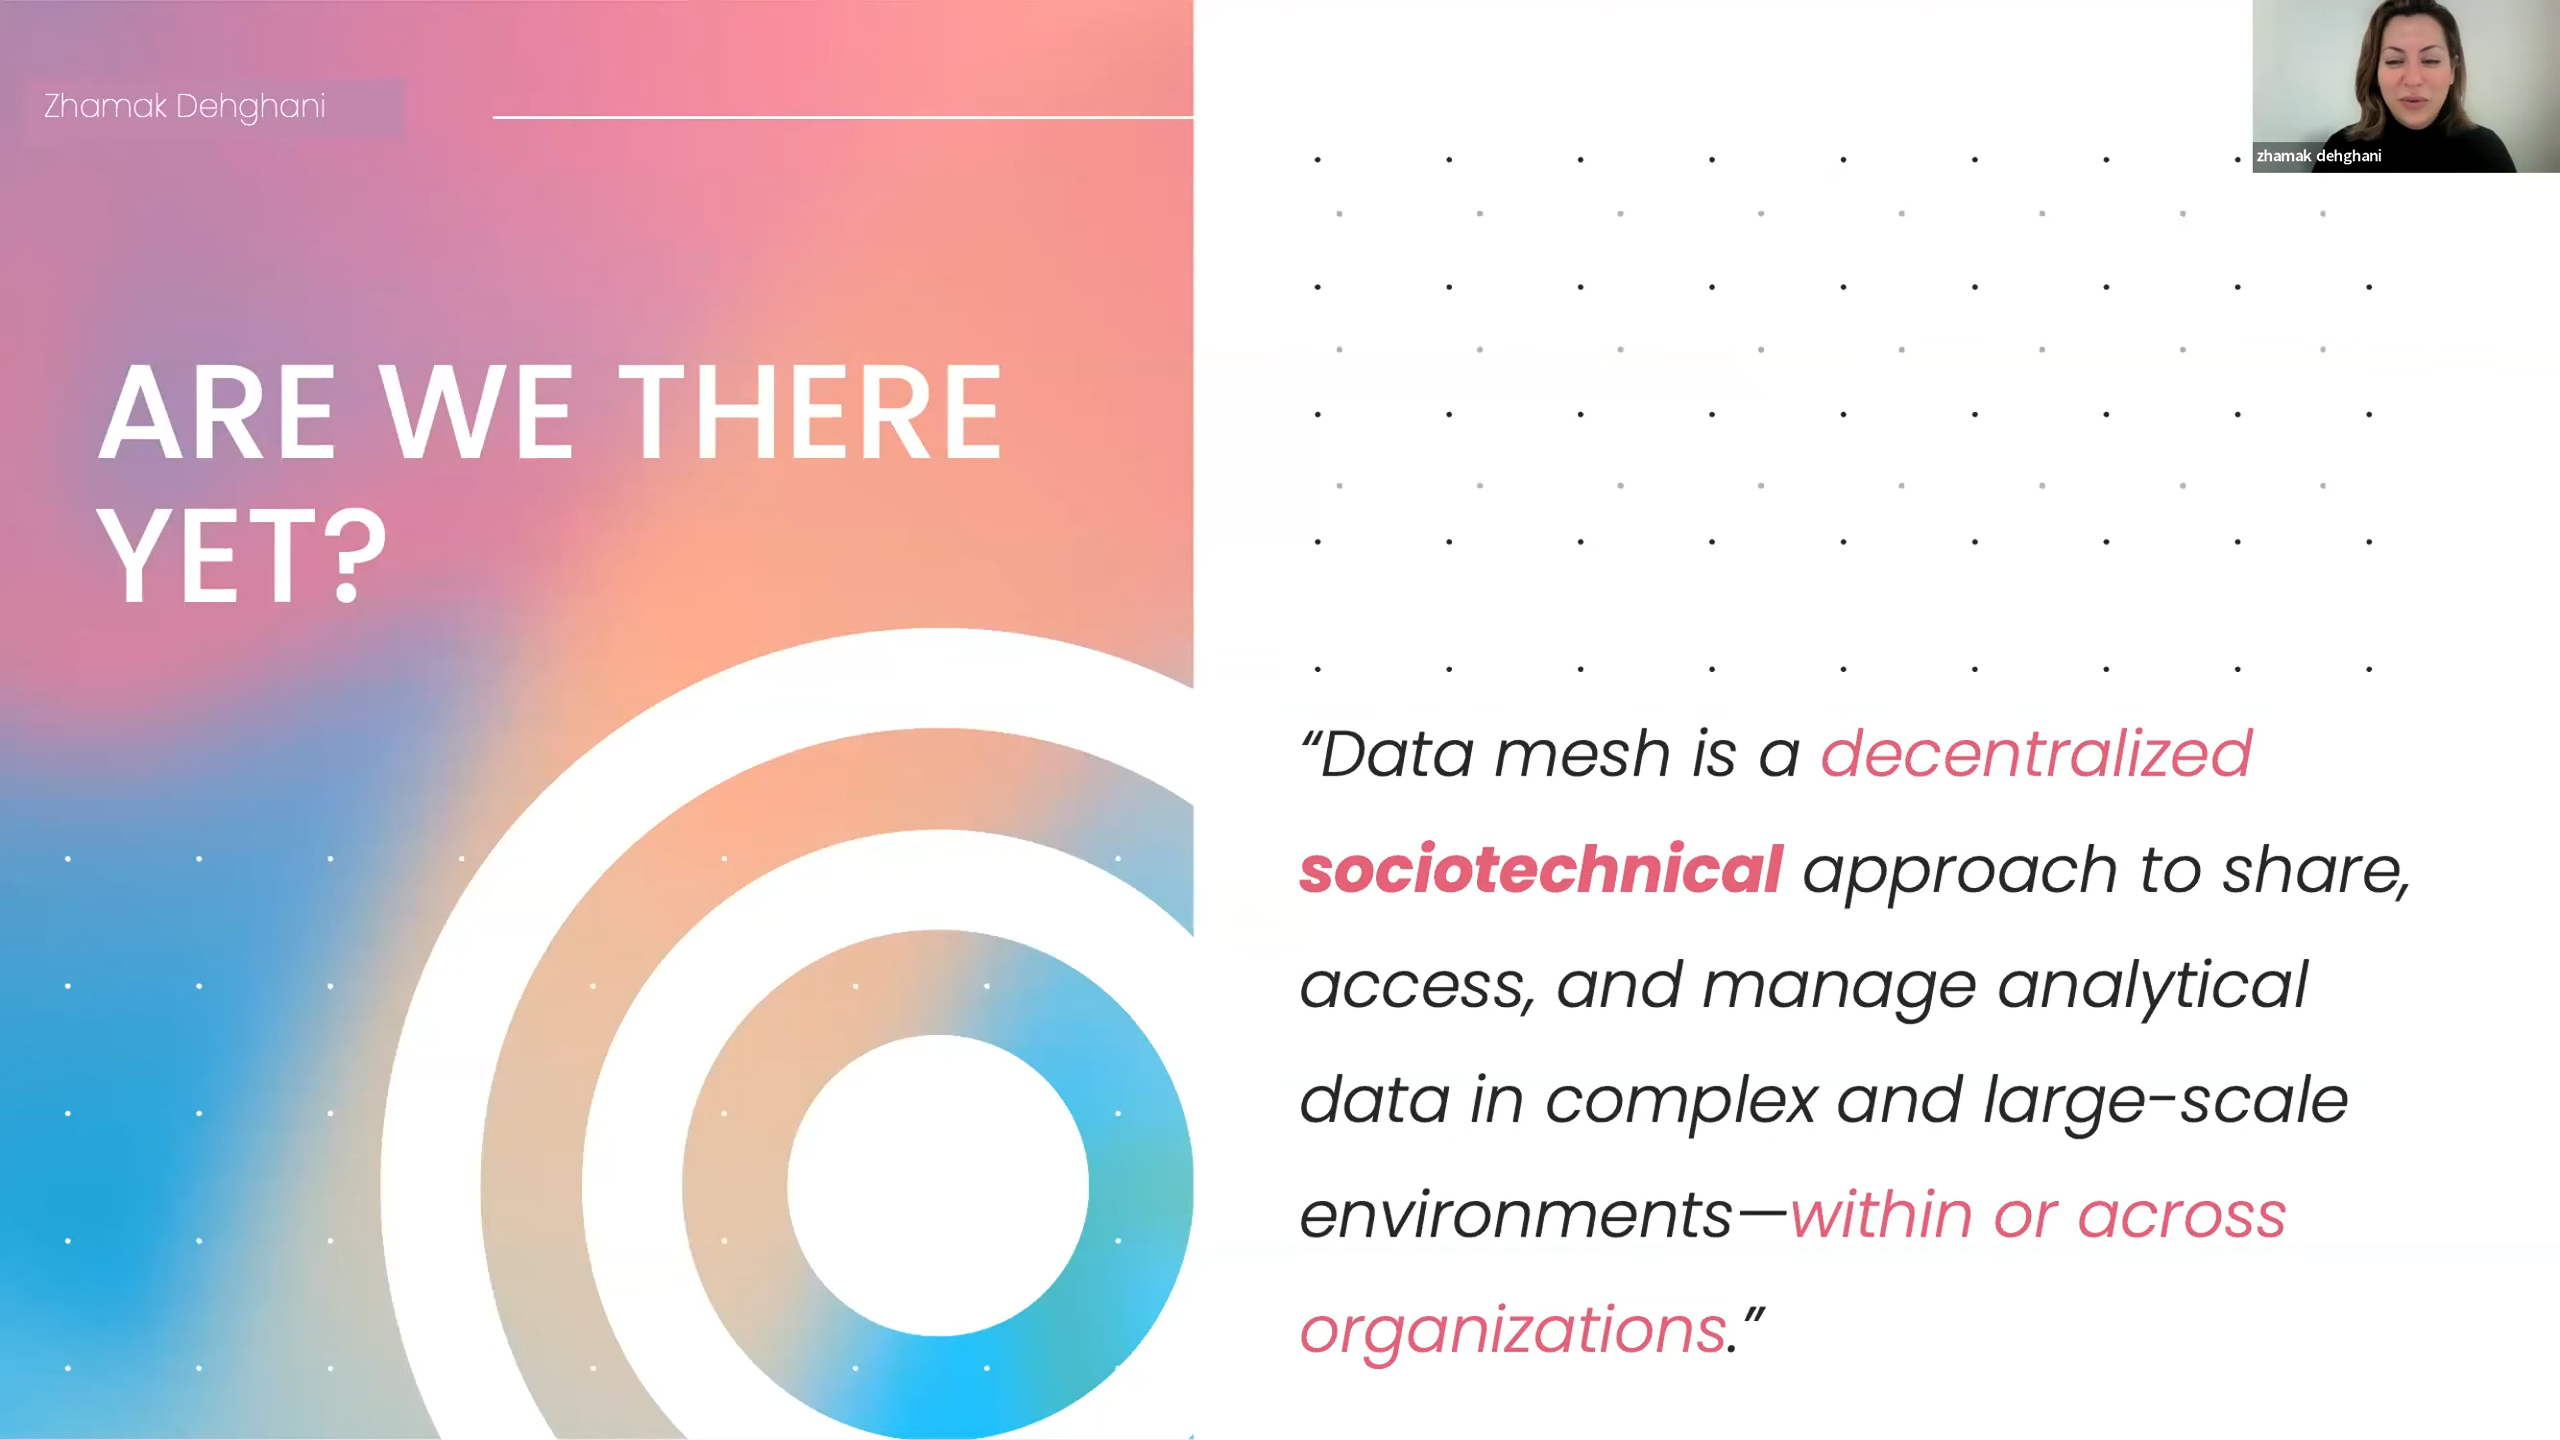 Zhamak Dehghani
ARE WE THERE
YET?
zhamak dehghani
“Data mesh is a decentralized
sociotechnical approach to share,
access, and manage analytical
data in complex and large-scale
environments—within or across
organizations.”